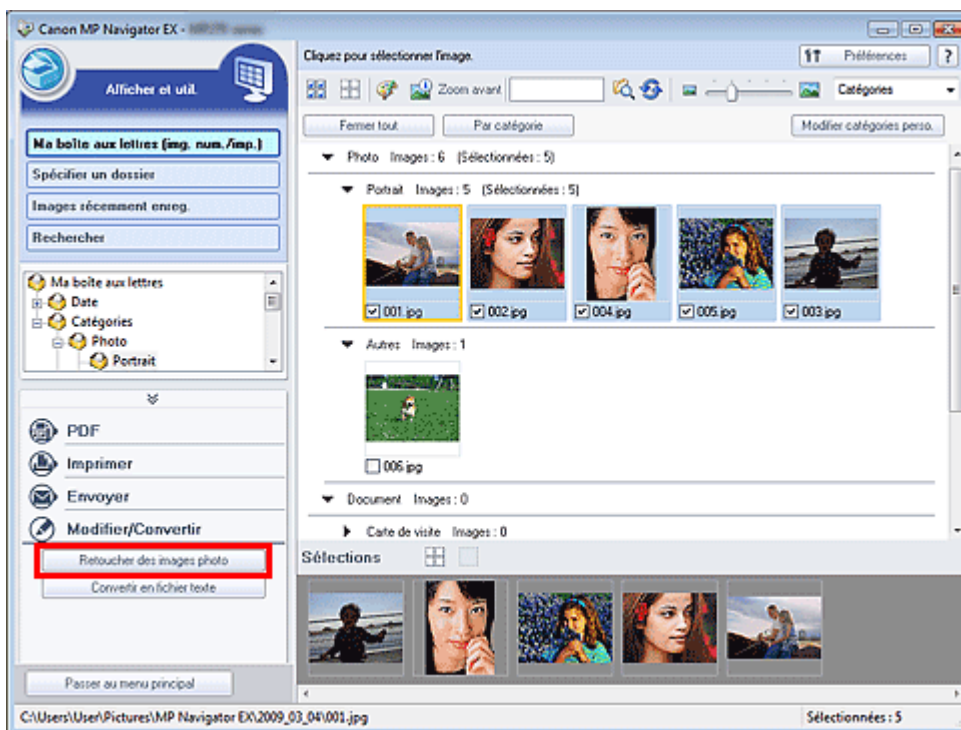 Canon MP Navigator EX -
Afficher et util.
Ma boîte aux lettres (img. num./imp.)
Spécifier un dossier
Images récemment enreg.
Rechercher
Ma boîte aux lettres
Date
Catégories
Photo
Portrait
PDF
Imprimer
Envoyer
Modifier/Convertir
Retoucher des images photo
Convertir en fichier texte
Passer au menu principal
Cliquez pour sélectionner l'image.
Préférences ?
Zoom avant
Catégories
Fermer tout Par catégorie Modifier catégories perso.
Photo Images : 6 (Sélectionnées : 5)
Portrait Images : 5 (Sélectionnées : 5)
001.jpg 002.jpg 004.jpg 005.jpg 003.jpg
Autres Images : 1
006.jpg
Document Images : 0
Carte de visite Images : 0
Sélections
C:\Users\User\Pictures\MP Navigator EX\2009_03_04\001.jpg Sélectionnées : 5